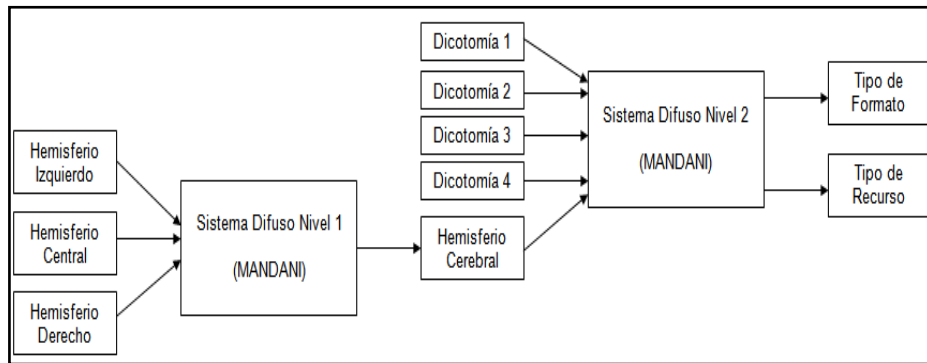 Hemisferio
Izquierdo
Hemisferio
Central
Hemisferio
Derecho
Sistema Difuso Nivel 1
(MANDANI)
Dicotomía 1
Dicotomía 2
Dicotomía 3
Dicotomía 4
Hemisferio
Cerebral
Sistema Difuso Nivel 2
(MANDANI)
Tipo de
Formato
Tipo de
Recurso